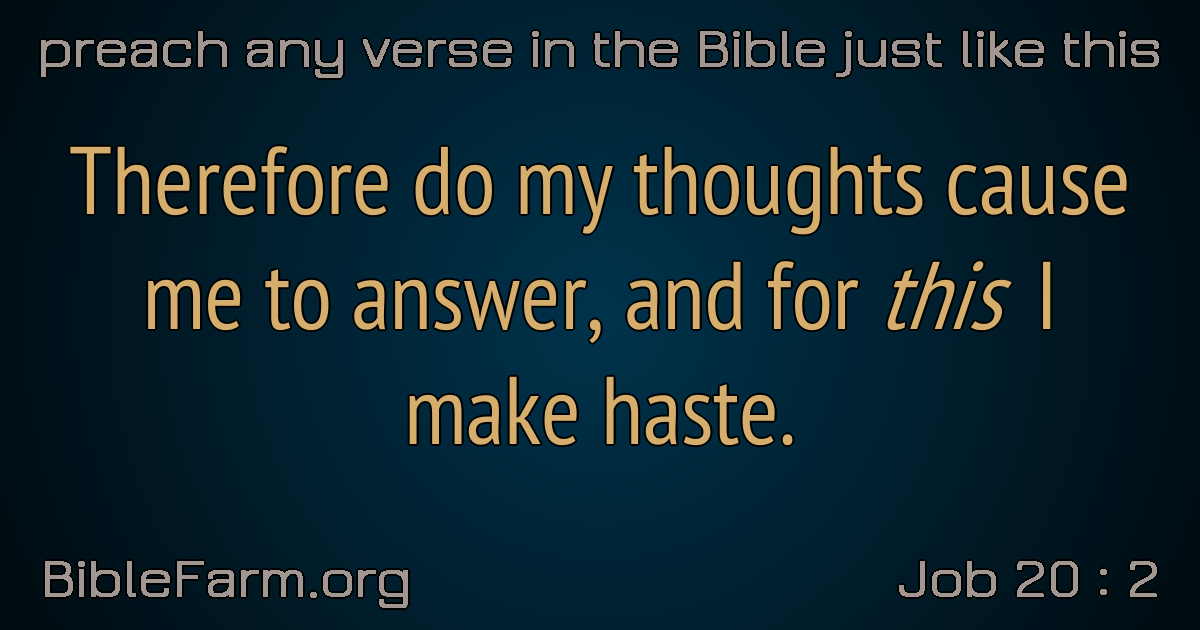 preach any verse in the Bible just like this
Therefore do my thoughts cause
me to answer, and for this I
make haste.
BibleFarm.org
Job 20 : 2